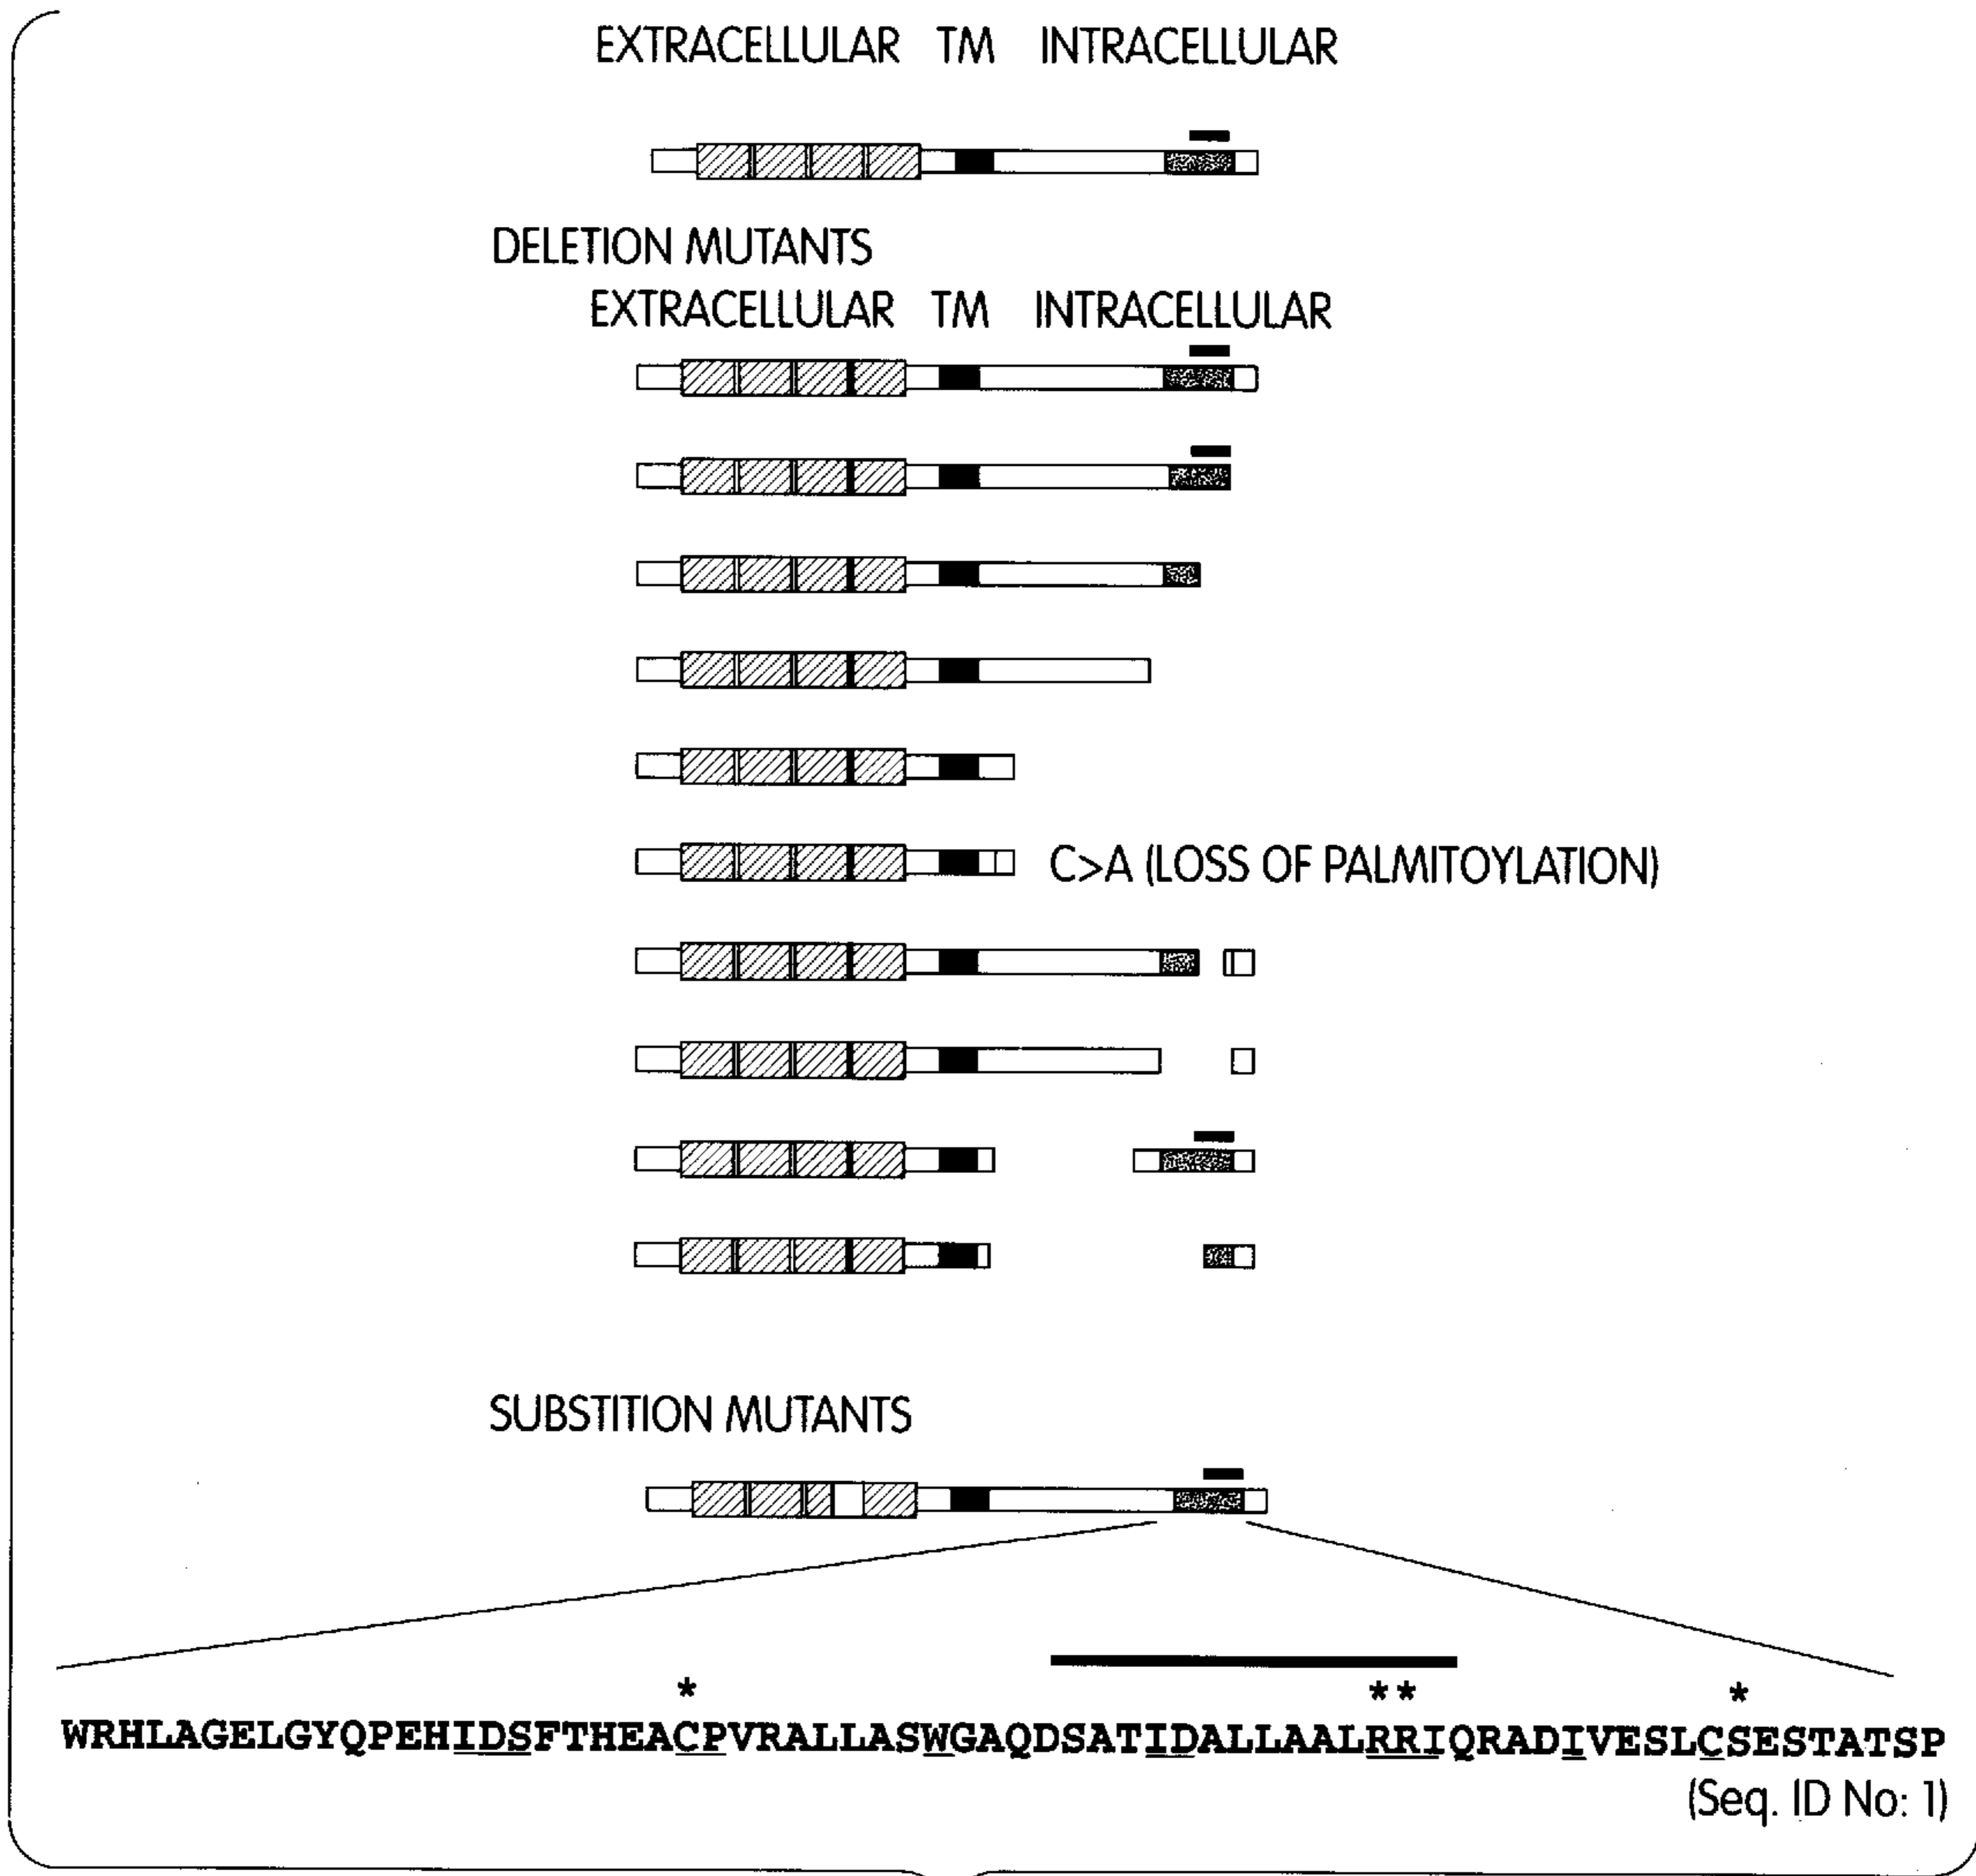 EXTRACELLULAR TM INTRACELLULAR
DELETION MUTANTS
EXTRACELLULAR TM INTRACELLULAR
C>A (LOSS OF PALMITOYLATION)
SUBSTITION MUTANTS
* ** *
WRHLAGELGYQPEHIDSFTHEACPVRALLASWGAQDSATIDALLAALRRIQRADIVESLCSESTATSP
(Seq. ID No: 1)